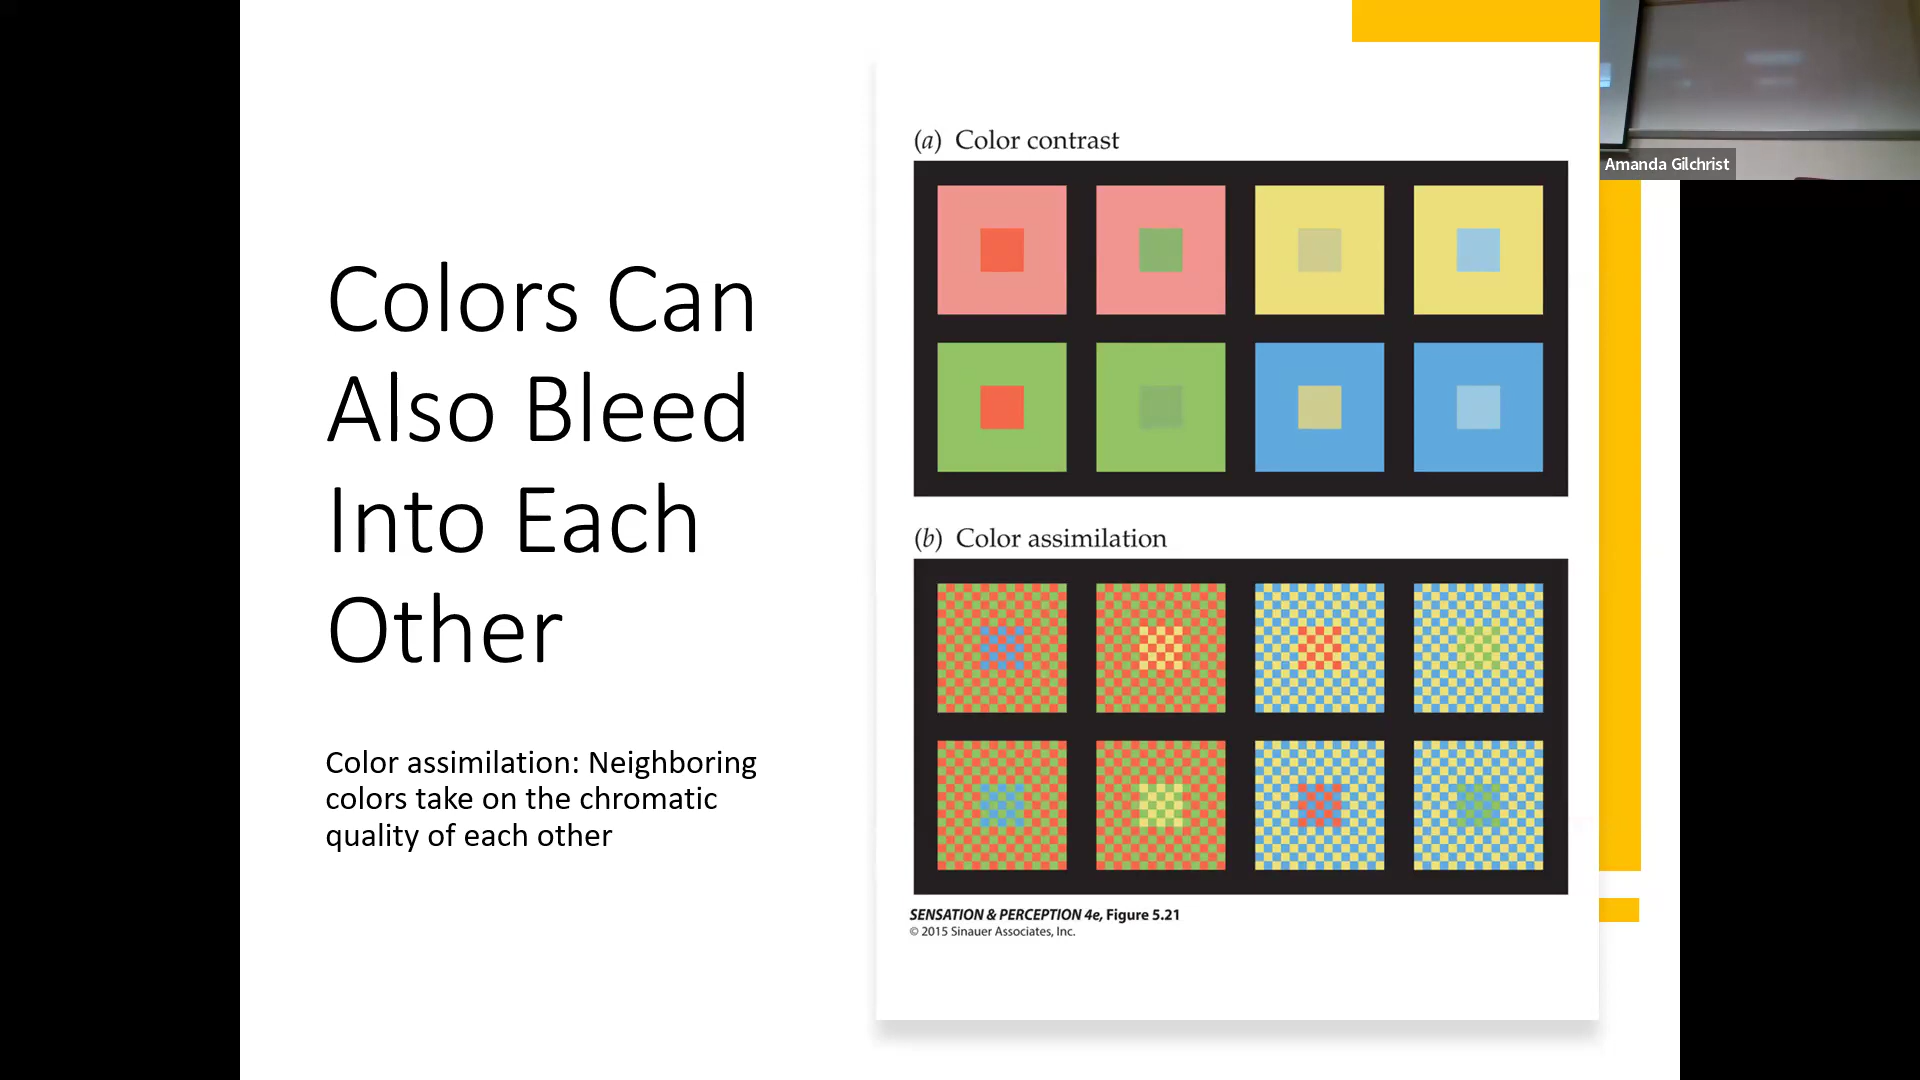 Colors Can
Also Bleed
Into Each
Other
Color assimilation: Neighboring
colors take on the chromatic
quality of each other
(a) Color contrast
(b) Color assimilation
SENSATION & PERCEPTION 4e, Figure 5.21
© 2015 Sinauer Associates, Inc.
Amanda Gilchrist